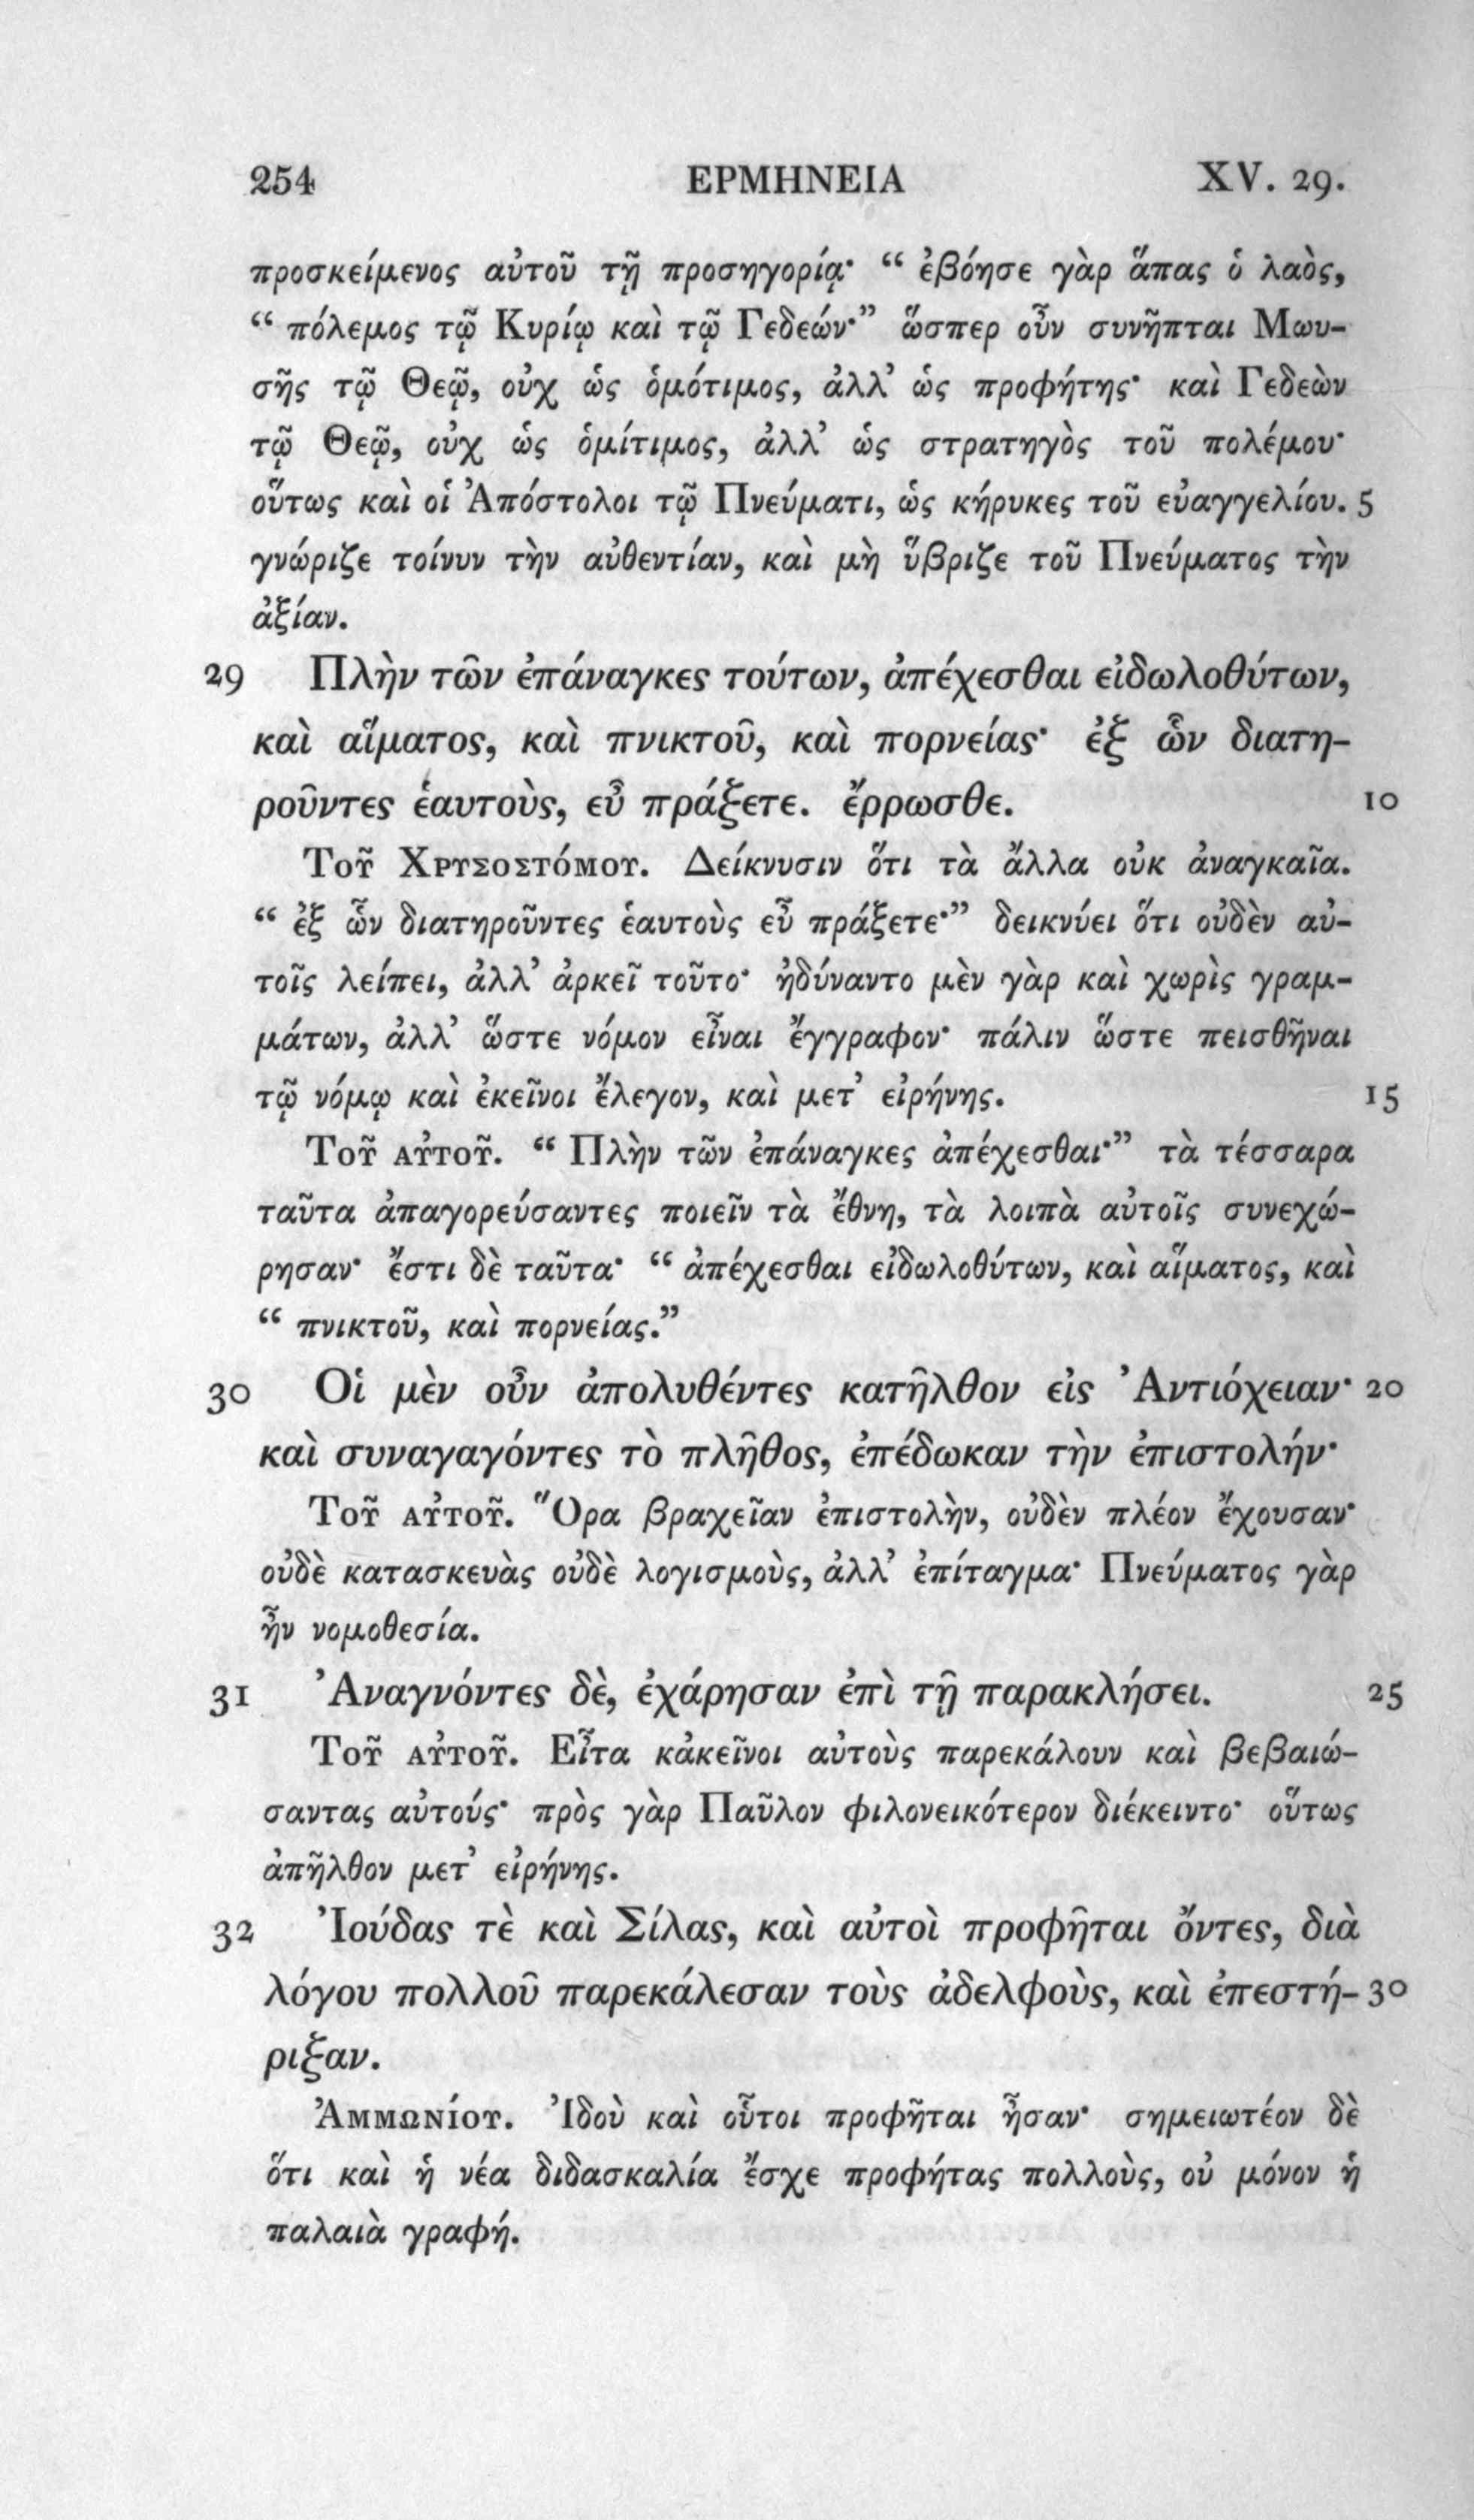 254 ΕΡΜΗΝΕΙΑ XV. 29.
προσκείμενος αὐτοῦ τῇ προσηγορίᾳ· “ ἐβόησε γὰρ ἅπας ὁ λαὸς,
“ πόλεμος τῷ Κυρίῳ καὶ τῷ Γεδεών·” ὥσπερ οὖν συνῆπται Μωυ-
σῆς τῷ Θεῷ, οὐχ ὡς ὁμότιμος, ἀλλ’ ὡς προφήτης· καὶ Γεδεὼν
τῷ Θεῷ, οὐχ ὡς ὁμίτιμος, ἀλλ’ ὡς στρατηγὸς τοῦ πολέμου·
οὕτως καὶ οἱ Ἀπόστολοι τῷ Πνεύματι, ὡς κήρυκες τοῦ εὐαγγελίου. 5
γνώριζε τοίνυν τὴν αὐθεντίαν, καὶ μὴ ὕβριζε τοῦ Πνεύματος τὴν
ἀξίαν.
29 Πλὴν τῶν ἐπάναγκες τούτων, ἀπέχεσθαι εἰδωλοθύτων,
καὶ αἵματος, καὶ πνικτοῦ, καὶ πορνείας· ἐξ ὧν διατη-
ροῦντες ἑαυτοὺς, εὖ πράξετε. ἔρρωσθε. 10
Τοῦ Χρυσοστόμου. Δείκνυσιν ὅτι τὰ ἄλλα οὐκ ἀναγκαῖα.
“ ἐξ ὧν διατηροῦντες ἑαυτοὺς εὖ πράξετε·” δεικνύει ὅτι οὐδὲν αὐ-
τοῖς λείπει, ἀλλ’ ἀρκεῖ τοῦτο· ἠδύναντο μὲν γὰρ καὶ χωρὶς γραμ-
μάτων, ἀλλ’ ὥστε νόμον εἶναι ἔγγραφον· πάλιν ὥστε πεισθῆναι
τῷ νόμῳ καὶ ἐκεῖνοι ἔλεγον, καὶ μετ’ εἰρήνης. 15
Τοῦ αὐτοῦ. “ Πλὴν τῶν ἐπάναγκες ἀπέχεσθαι·” τὰ τέσσαρα
ταῦτα ἀπαγορεύσαντες ποιεῖν τὰ ἔθνη, τὰ λοιπὰ αὐτοῖς συνεχώ-
ρησαν· ἔστι δὲ ταῦτα· “ ἀπέχεσθαι εἰδωλοθύτων, καὶ αἵματος, καὶ
“ πνικτοῦ, καὶ πορνείας.”
30 Οἱ μὲν οὖν ἀπολυθέντες κατῆλθον εἰς Ἀντιόχειαν· 20
καὶ συναγαγόντες τὸ πλῆθος, ἐπέδωκαν τὴν ἐπιστολήν·
Τοῦ αὐτοῦ. Ὅρα βραχεῖαν ἐπιστολὴν, οὐδὲν πλέον ἔχουσαν·
οὐδὲ κατασκευὰς οὐδὲ λογισμοὺς, ἀλλ’ ἐπίταγμα· Πνεύματος γὰρ
ἦν νομοθεσία.
31 Ἀναγνόντες δὲ, ἐχάρησαν ἐπὶ τῇ παρακλήσει. 25
Τοῦ αὐτοῦ. Εἶτα κἀκεῖνοι αὐτοὺς παρεκάλουν καὶ βεβαιώ-
σαντας αὐτούς· πρὸς γὰρ Παῦλον φιλονεικότερον διέκειντο· οὕτως
ἀπῆλθον μετ’ εἰρήνης.
32 Ἰούδας τὲ καὶ Σίλας, καὶ αὐτοὶ προφῆται ὄντες, διὰ
λόγου πολλοῦ παρεκάλεσαν τοὺς ἀδελφοὺς, καὶ ἐπεστή- 30
ριξαν.
Ἀμμωνίου. Ἰδοὺ καὶ οὗτοι προφῆται ἦσαν· σημειωτέον δὲ
ὅτι καὶ ἡ νέα διδασκαλία ἔσχε προφήτας πολλοὺς, οὐ μόνον ἡ
παλαιὰ γραφή.